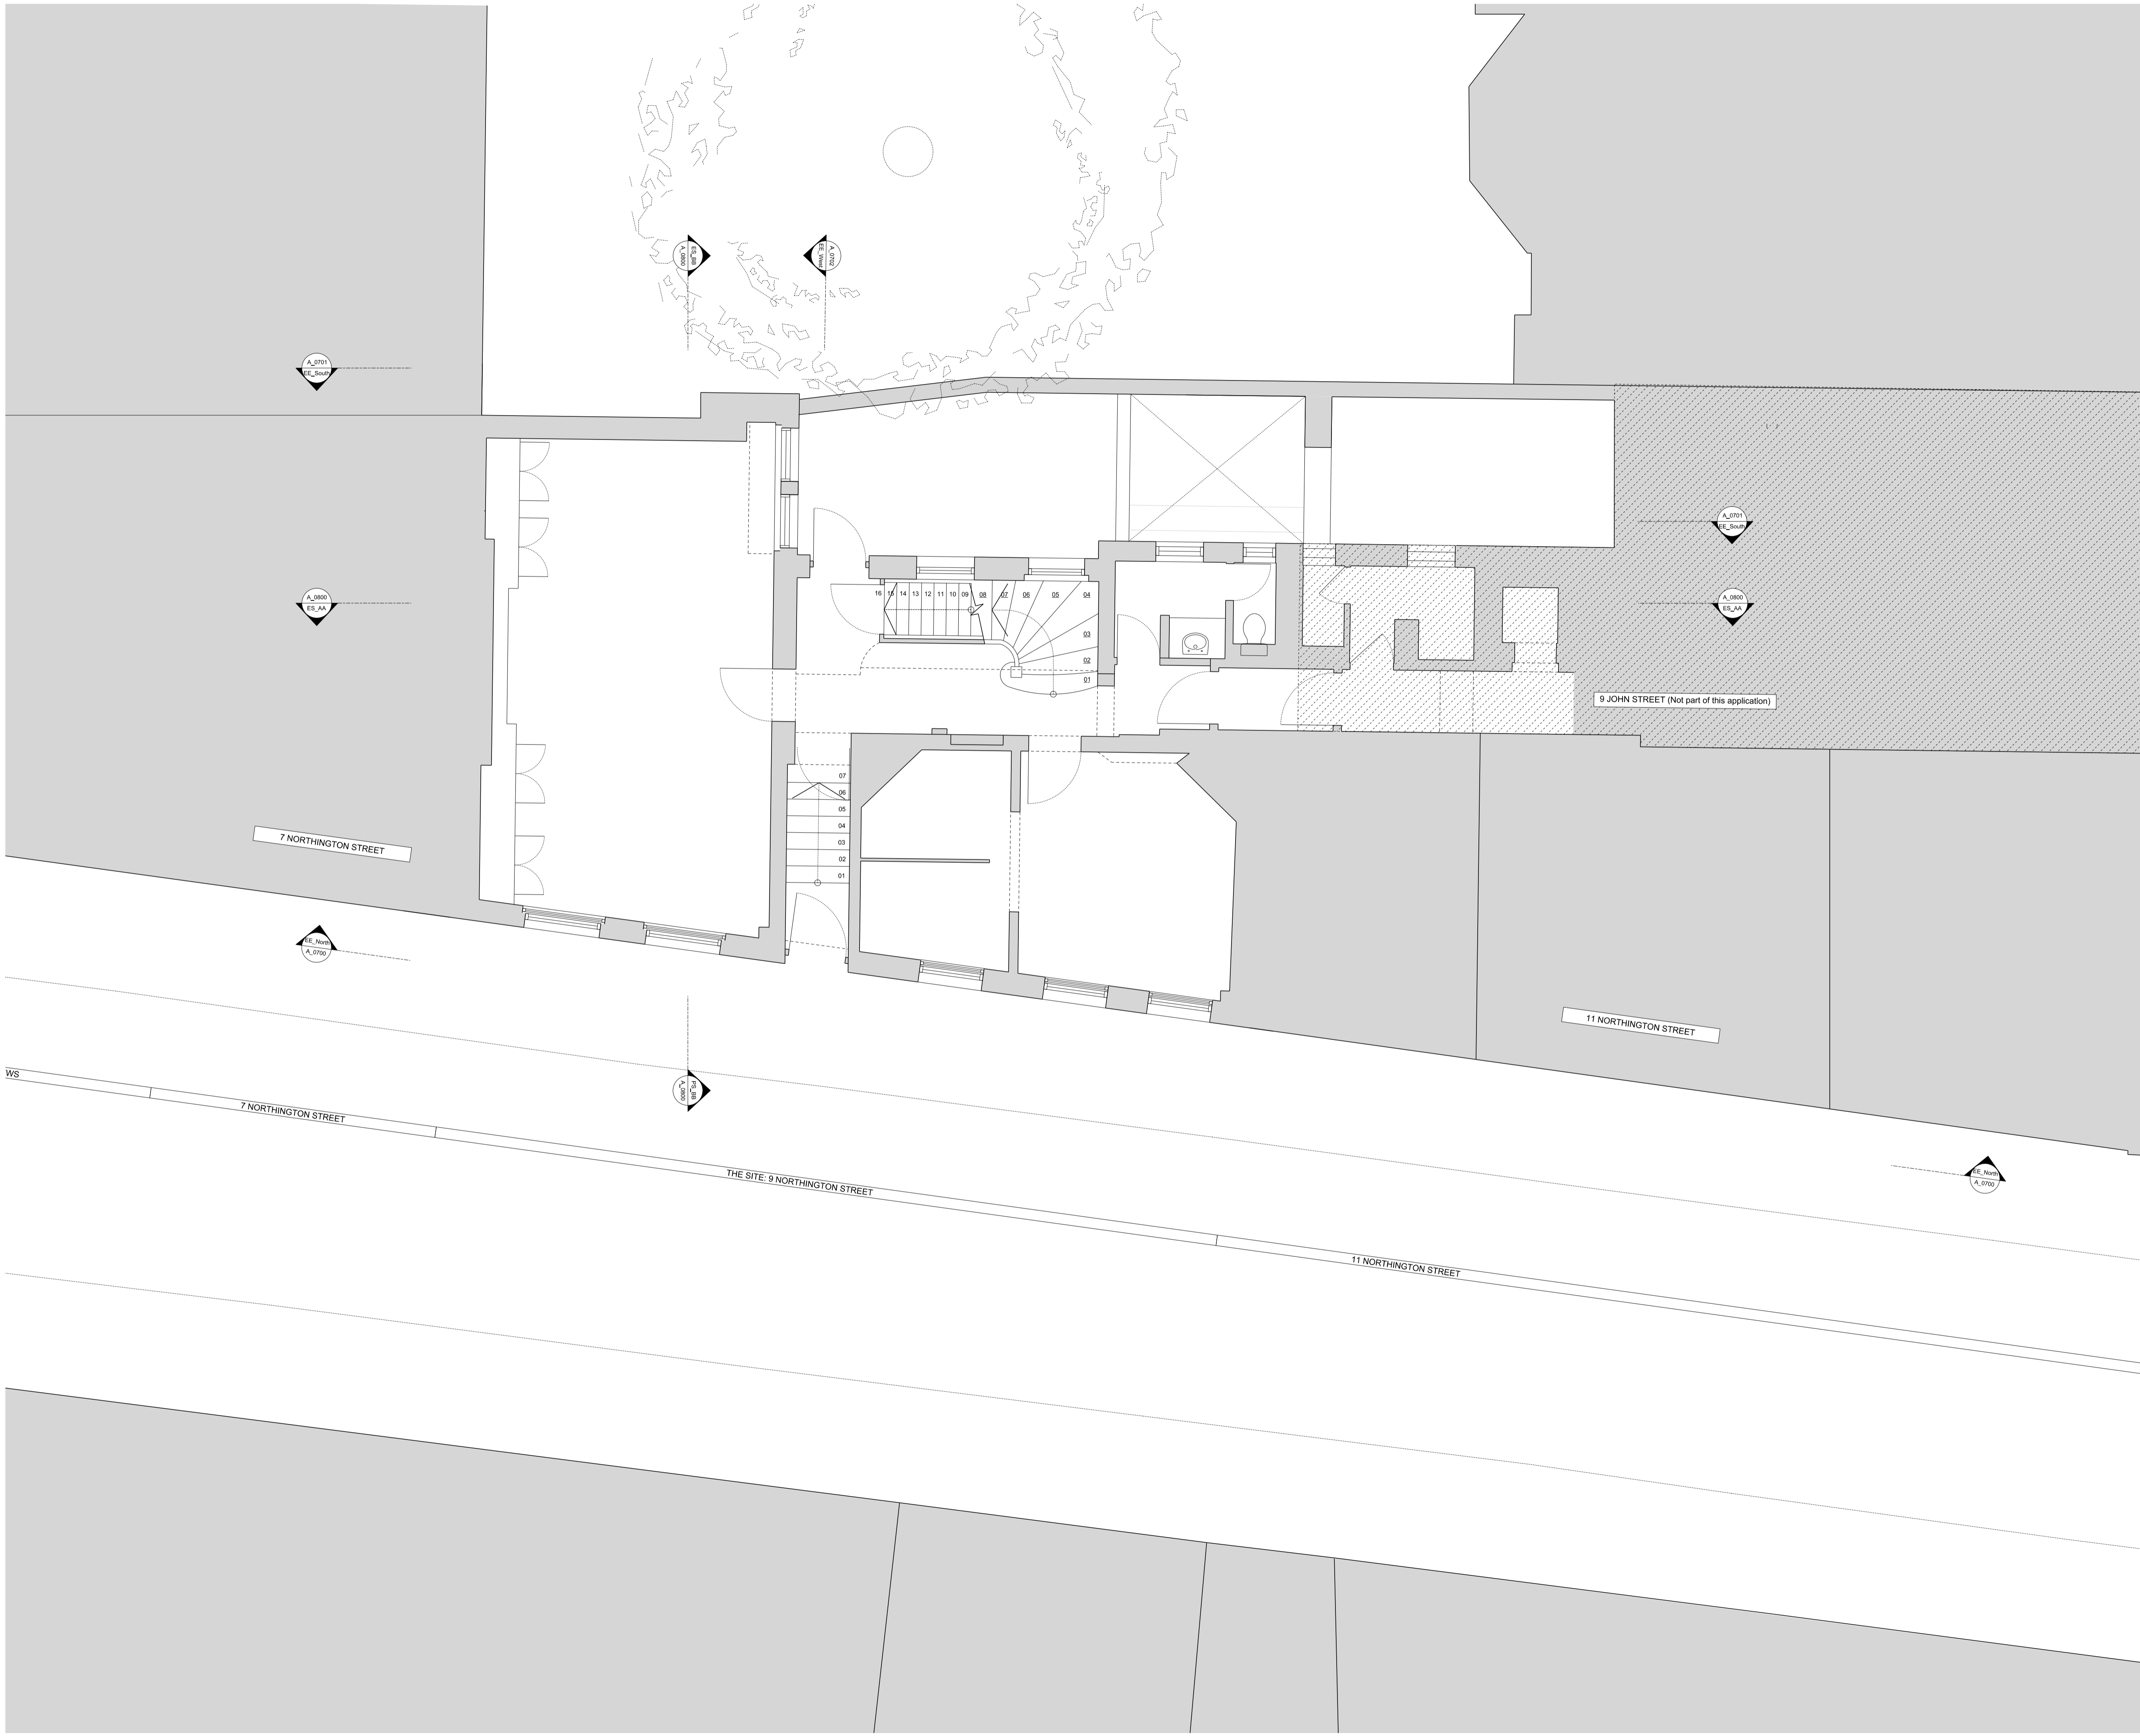 ES_BB
A_0800
A_0702
EE_West
A_0701
EE_South
A_0701
EE_South
A_0800
ES_AA
A_0800
ES_AA
16 15 14 13 12 11 10 09 08 07 06 05 04
03
02
01
9 JOHN STREET (Not part of this application)
07
06
05
04
03
02
01
7 NORTHINGTON STREET
EE_North
A_0700
11 NORTHINGTON STREET
PS_BB
A_0800
WS
7 NORTHINGTON STREET
THE SITE: 9 NORTHINGTON STREET
EE_North
A_0700
11 NORTHINGTON STREET